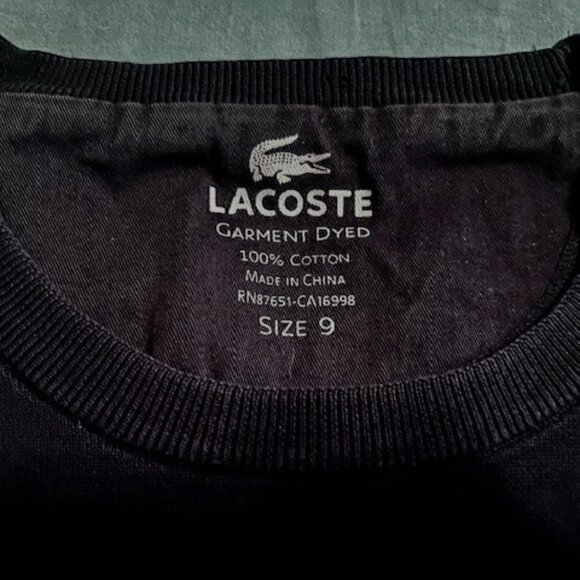 LACOSTE
GARMENT DYED
100% COTTON
MADE IN CHINA
RN87651-CA16998
SIZE 9